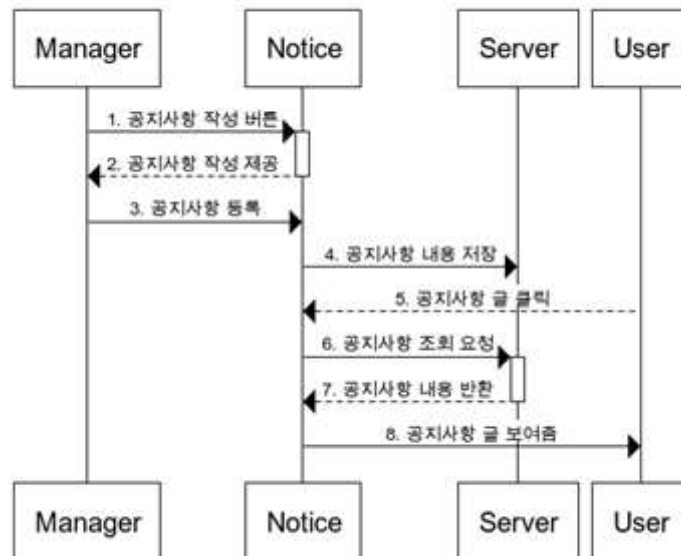 Manager Notice Server User
1. 공지사항 작성 버튼
2. 공지사항 작성 제공
3. 공지사항 등록
4. 공지사항 내용 저장
5. 공지사항 글 클릭
6. 공지사항 조회 요청
7. 공지사항 내용 반환
8. 공지사항 글 보여줌
Manager Notice Server User